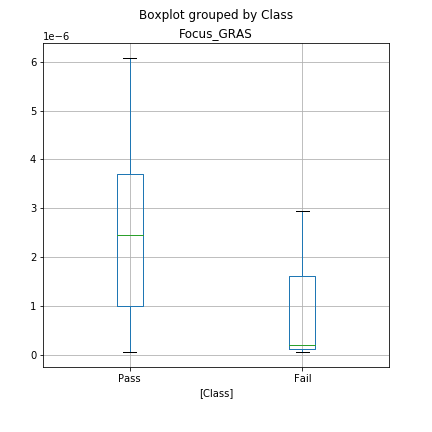 Boxplot grouped by Class
Focus_GRAS
1e−6
6
5
4
3
2
1
0
Pass Fail
[Class]